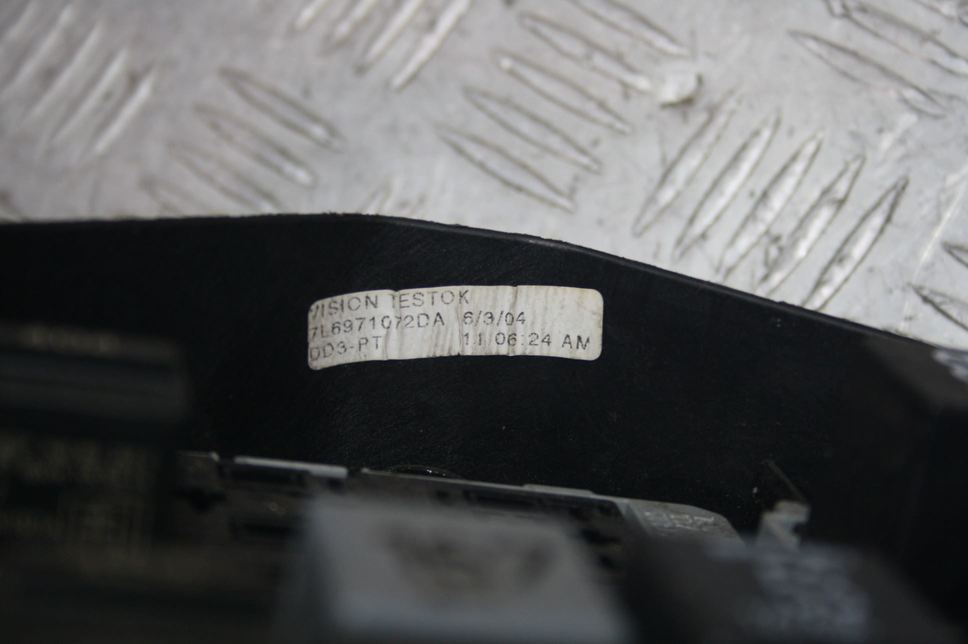 VISION TESTOK
7L6971072DA 6/3/04
DD3-PT 11:06:24 AM